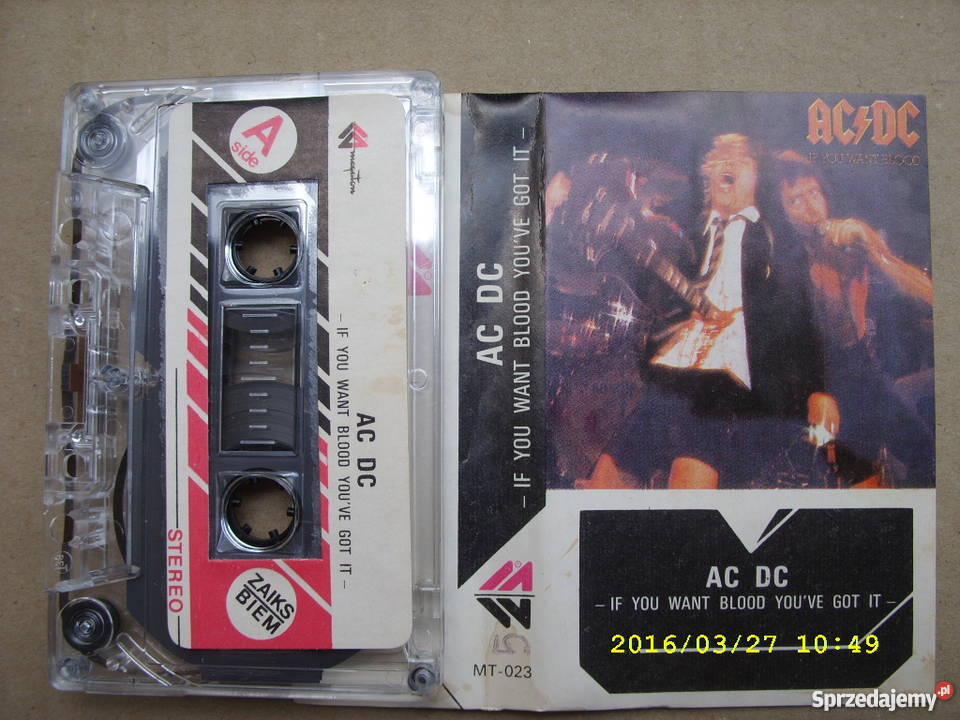 A
side
magnton
AC DC
– IF YOU WANT BLOOD YOU'VE GOT IT –
STEREO
ZAIKS
BIEM
AC DC
– IF YOU WANT BLOOD YOU'VE GOT IT –
5
MT-023
AC/DC
IF YOU WANT BLOOD
AC DC
– IF YOU WANT BLOOD YOU'VE GOT IT –
2016/03/27 10:49
Sprzedajemy.pl